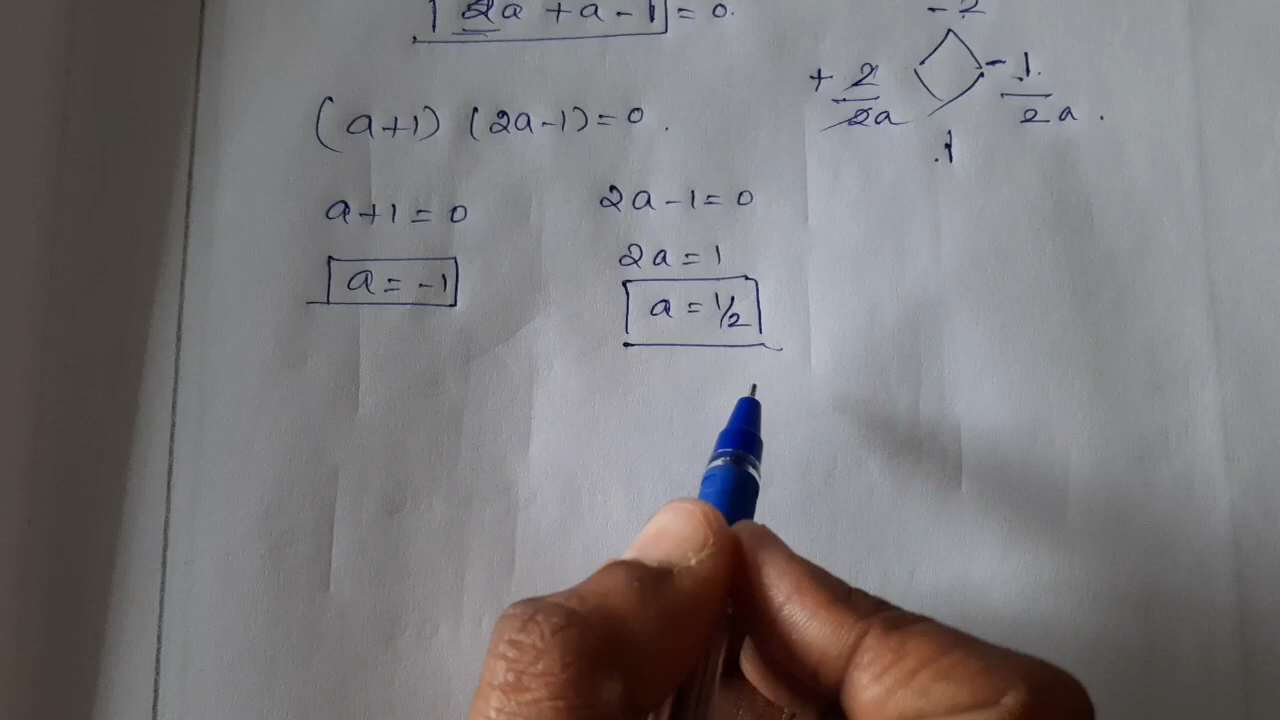 2a + a - 1 = 0.
(a+1) (2a-1)=0.
a+1=0
a = -1
2a-1=0
2a=1
a = 1/2
-2
+ 2/2a
- 1/2a.
.1